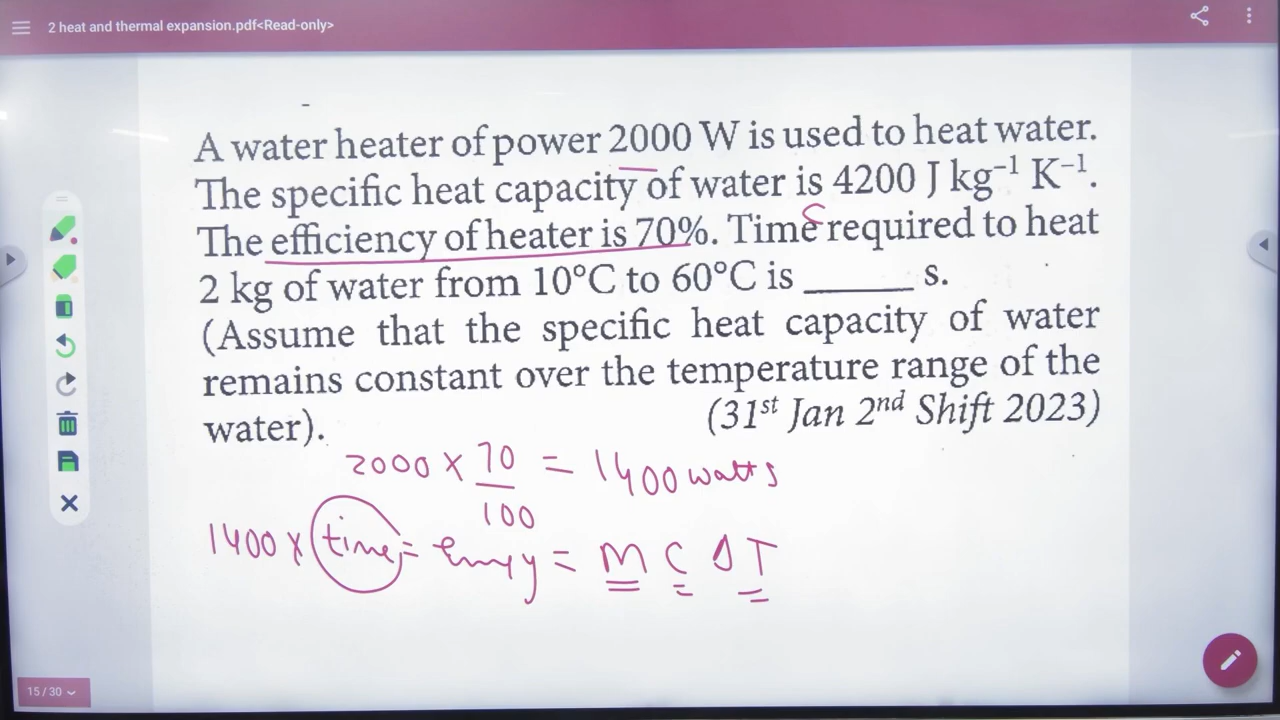 2 heat and thermal expansion.pdf<Read-only>
A water heater of power 2000 W is used to heat water.
The specific heat capacity of water is 4200 J kg⁻¹ K⁻¹.
The efficiency of heater is 70%. Time required to heat
2 kg of water from 10°C to 60°C is ______ s.
(Assume that the specific heat capacity of water
remains constant over the temperature range of the
water). (31st Jan 2nd Shift 2023)
2000 × 70/100 = 1400 watts
1400 × time = = M C Δ T
15 / 30